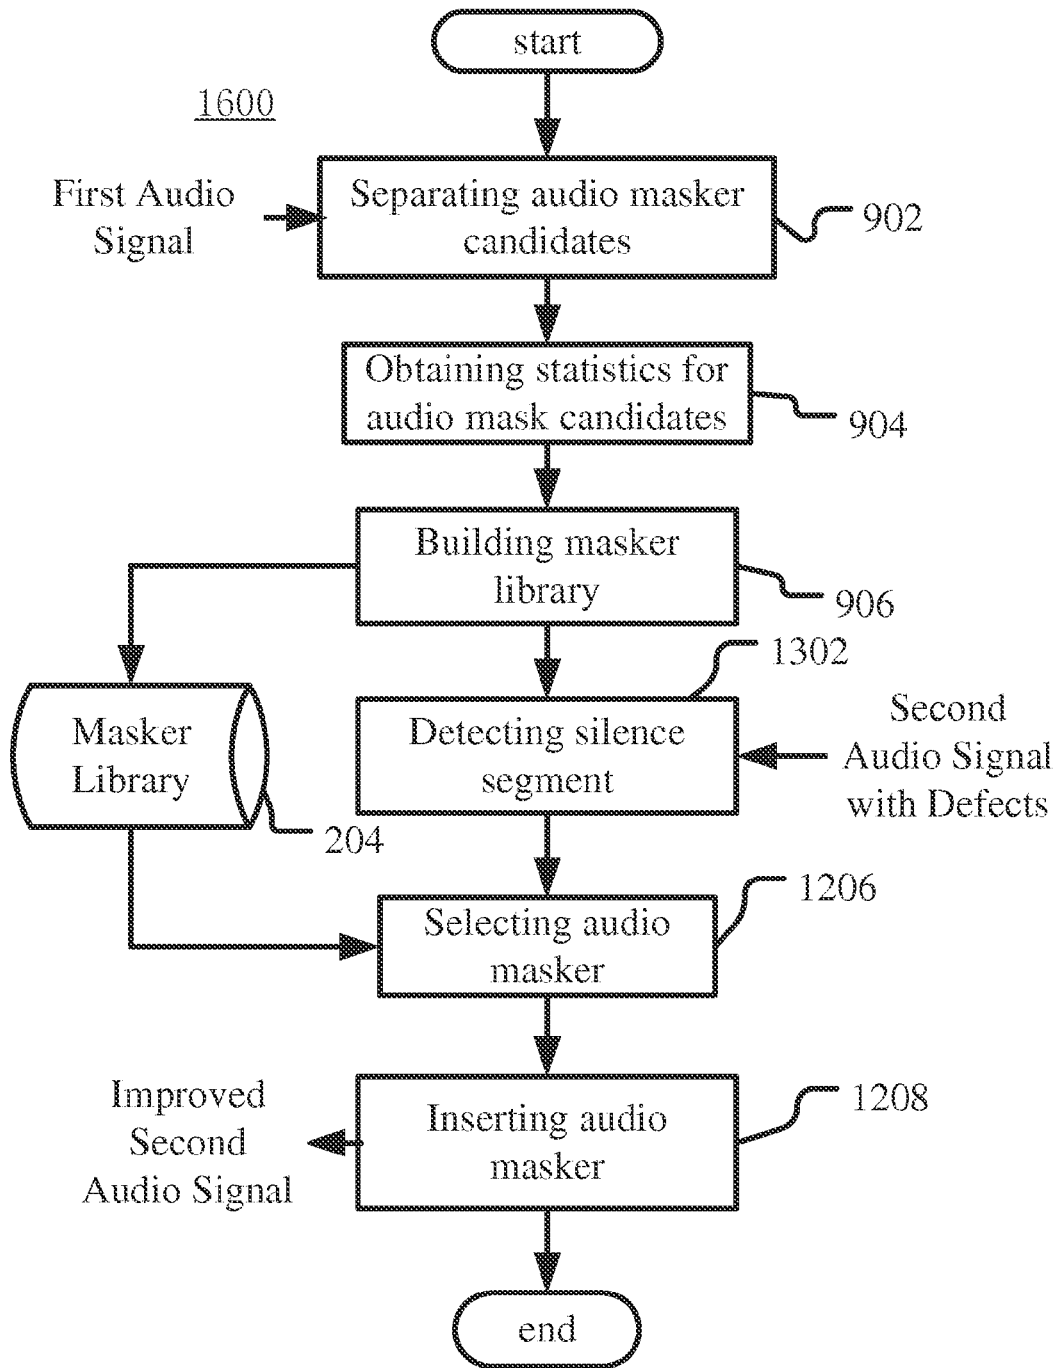 start
1600
First Audio
Signal
Separating audio masker
candidates
902
Obtaining statistics for
audio mask candidates
904
Building masker
library
906
1302
Masker
Library
204
Detecting silence
segment
Second
Audio Signal
with Defects
1206
Selecting audio
masker
Improved
Second
Audio Signal
Inserting audio
masker
1208
end